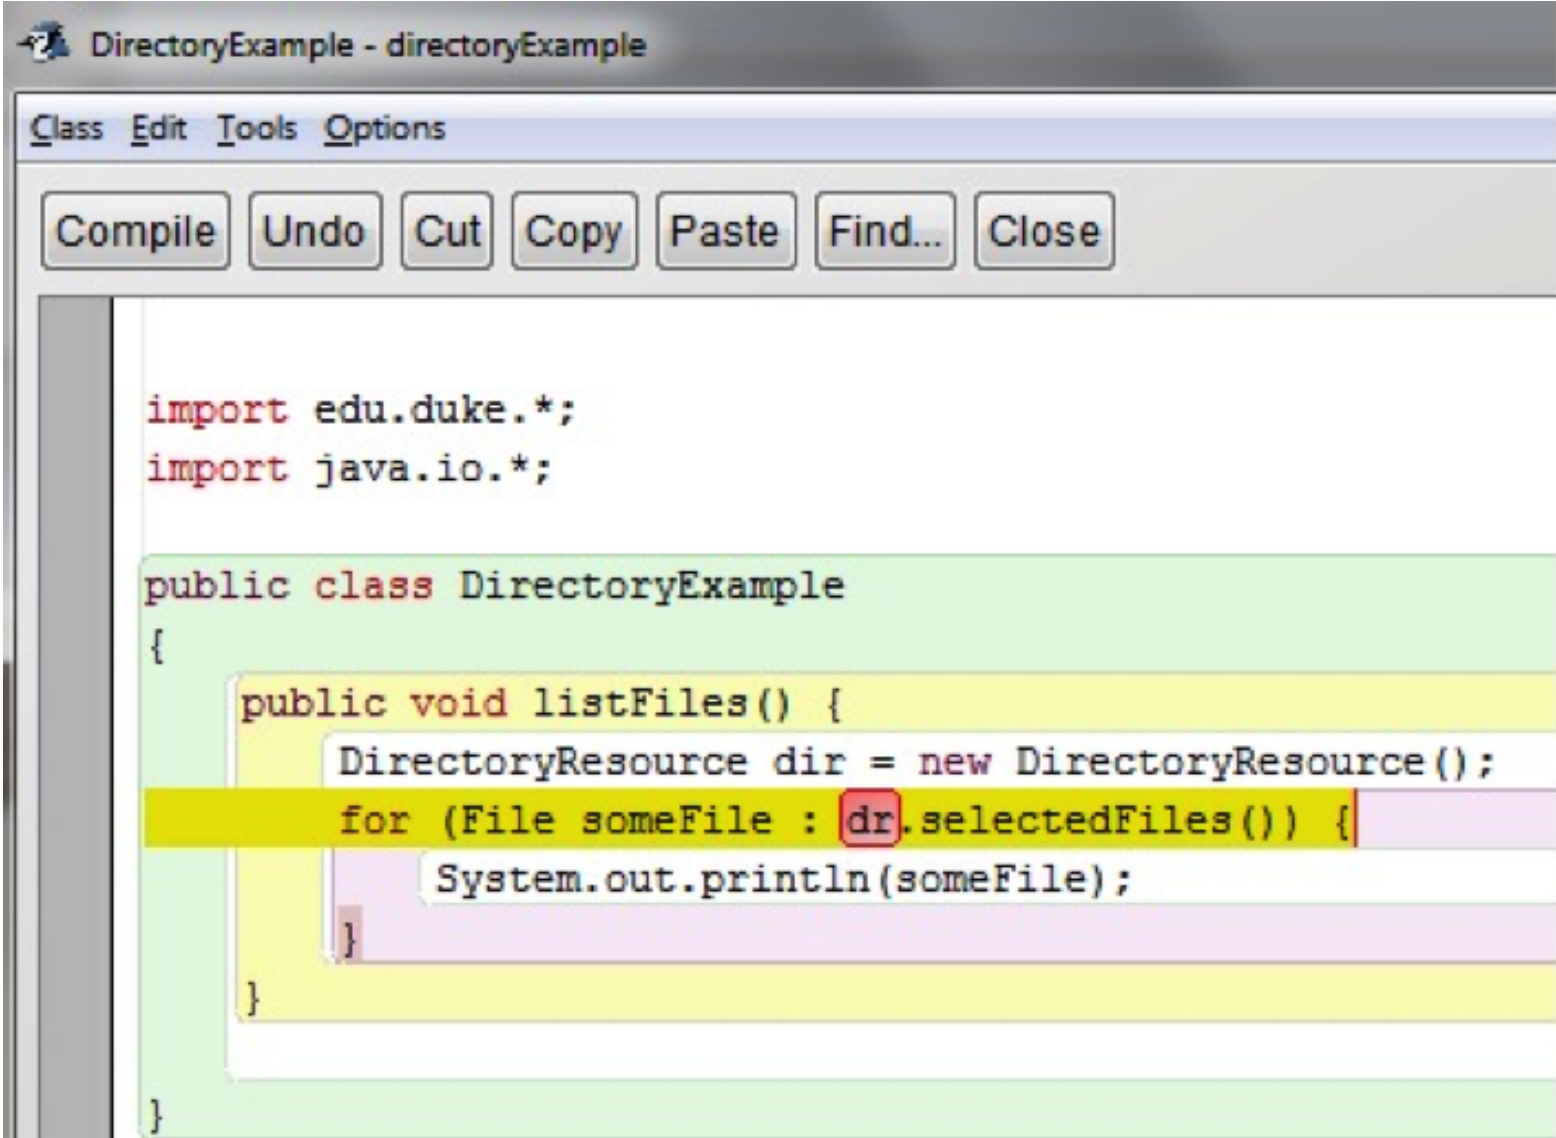 DirectoryExample - directoryExample
Class Edit Tools Options
Compile Undo Cut Copy Paste Find... Close
import edu.duke.*;
import java.io.*;
public class DirectoryExample
{
public void listFiles() {
DirectoryResource dir = new DirectoryResource();
for (File someFile : dr.selectedFiles()) {
System.out.println(someFile);
}
}
}